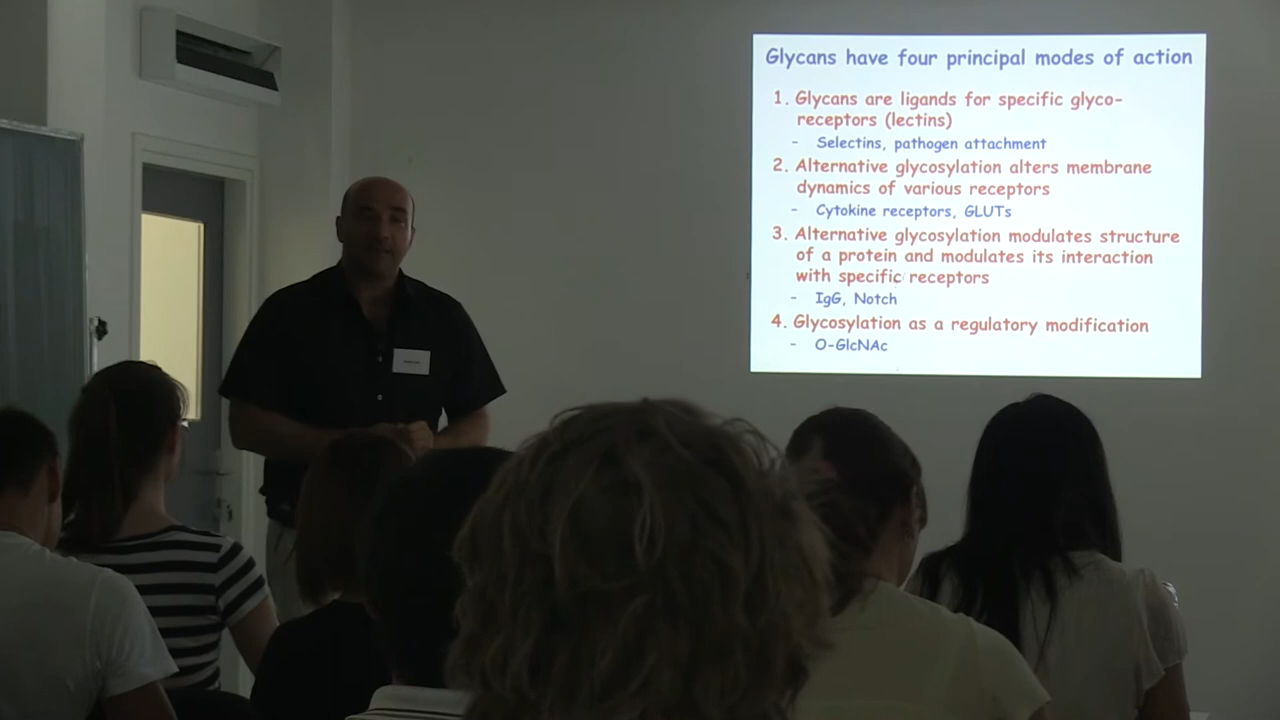 Glycans have four principal modes of action
1. Glycans are ligands for specific glyco-
receptors (lectins)
- Selectins, pathogen attachment
2. Alternative glycosylation alters membrane
dynamics of various receptors
- Cytokine receptors, GLUTs
3. Alternative glycosylation modulates structure
of a protein and modulates its interaction
with specific receptors
- IgG, Notch
4. Glycosylation as a regulatory modification
- O-GlcNAc